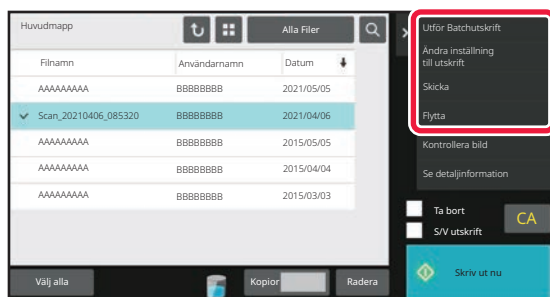 Huvudmapp
Alla Filer
Filnamn Användarnamn Datum
AAAAAAAAA BBBBBBBB 2021/05/05
Scan_20210406_085320 BBBBBBBB 2021/04/06
AAAAAAAAA BBBBBBBB 2015/05/05
AAAAAAAAA BBBBBBBB 2015/04/04
AAAAAAAAA BBBBBBBB 2015/03/03
Välj alla
Kopior
Radera
Utför Batchutskrift
Ändra inställning
till utskrift
Skicka
Flytta
Kontrollera bild
Se detaljinformation
Ta bort
S/V utskrift
CA
Skriv ut nu